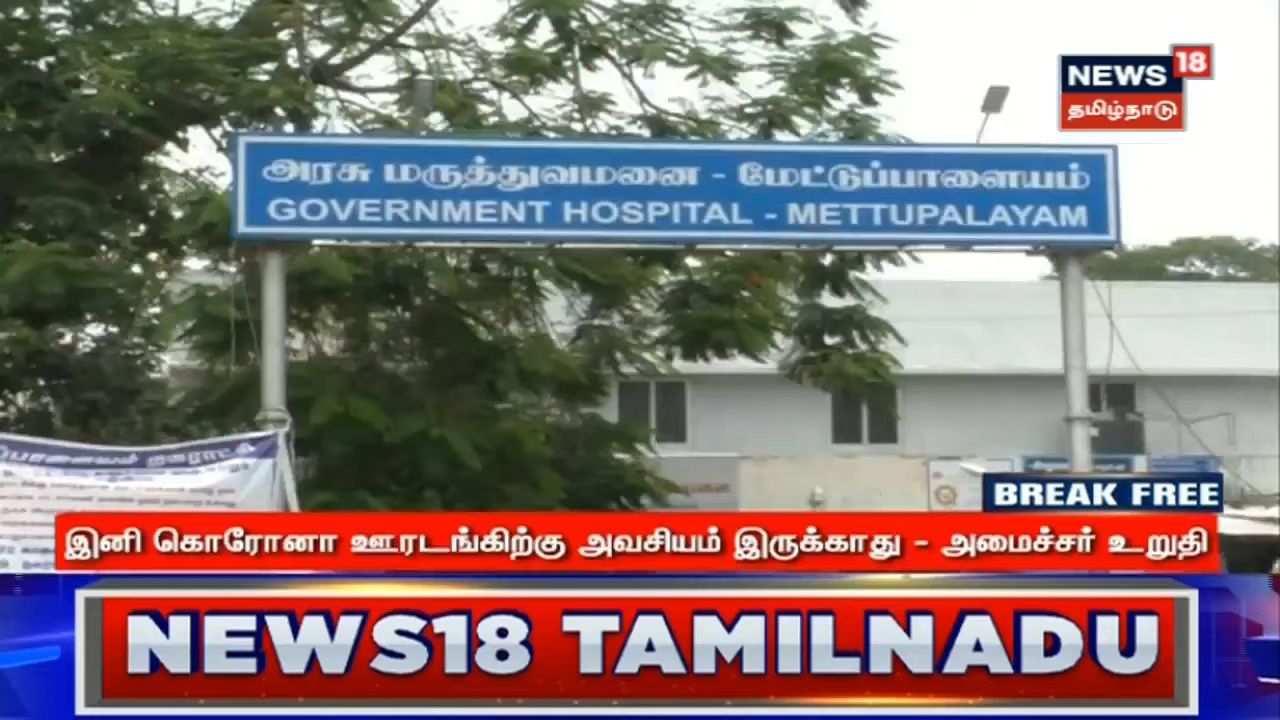 NEWS 18
தமிழ்நாடு
அரசு மருத்துவமனை - மேட்டுப்பாளையம்
GOVERNMENT HOSPITAL - METTUPALAYAM
BREAK FREE
இனி கொரோனா ஊரடங்கிற்கு அவசியம் இருக்காது - அமைச்சர் உறுதி
NEWS18 TAMILNADU